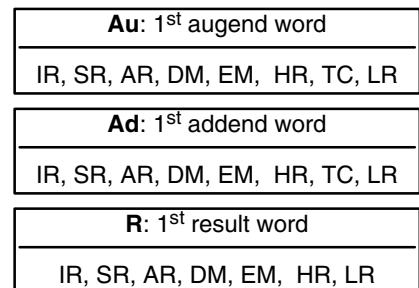 Au: 1st augend word
IR, SR, AR, DM, EM, HR, TC, LR
Ad: 1st addend word
IR, SR, AR, DM, EM, HR, TC, LR
R: 1st result word
IR, SR, AR, DM, EM, HR, LR